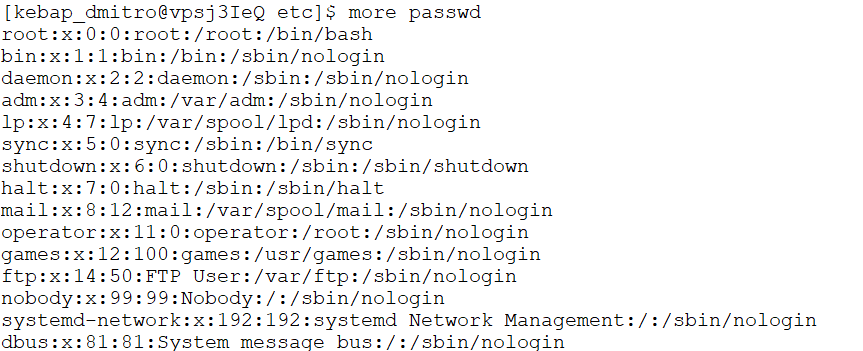 [kebap_dmitro@vpsj3IeQ etc]$ more passwd
root:x:0:0:root:/root:/bin/bash
bin:x:1:1:bin:/bin:/sbin/nologin
daemon:x:2:2:daemon:/sbin:/sbin/nologin
adm:x:3:4:adm:/var/adm:/sbin/nologin
lp:x:4:7:lp:/var/spool/lpd:/sbin/nologin
sync:x:5:0:sync:/sbin:/bin/sync
shutdown:x:6:0:shutdown:/sbin:/sbin/shutdown
halt:x:7:0:halt:/sbin:/sbin/halt
mail:x:8:12:mail:/var/spool/mail:/sbin/nologin
operator:x:11:0:operator:/root:/sbin/nologin
games:x:12:100:games:/usr/games:/sbin/nologin
ftp:x:14:50:FTP User:/var/ftp:/sbin/nologin
nobody:x:99:99:Nobody:/:/sbin/nologin
systemd-network:x:192:192:systemd Network Management:/:/sbin/nologin
dbus:x:81:81:System message bus:/:/sbin/nologin